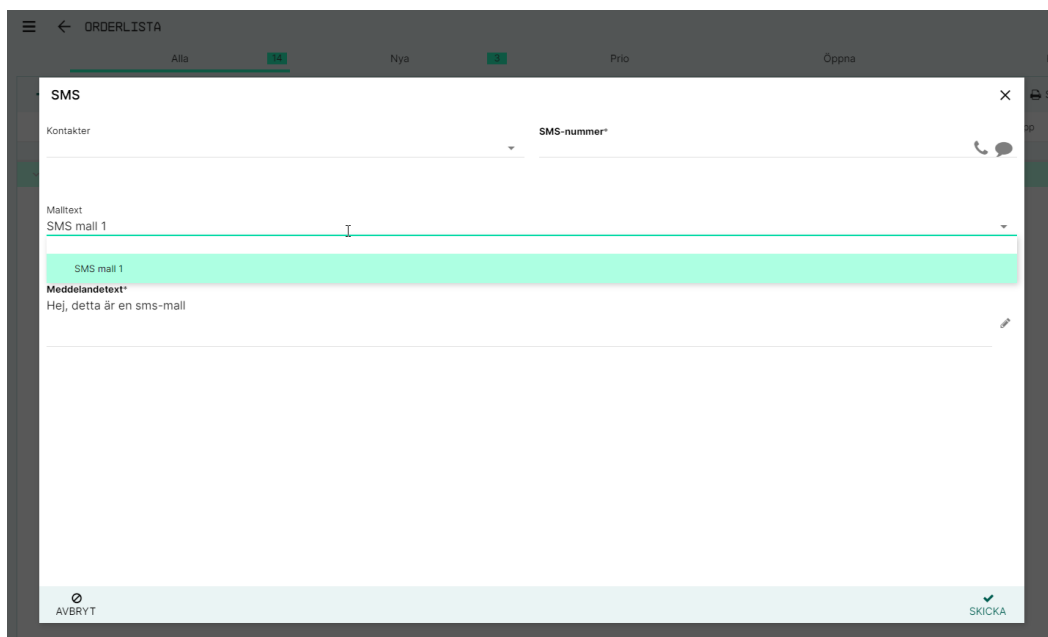 ORDERLISTA
Alla 14 Nya 3 Prio Öppna
SMS
Kontakter
SMS-nummer*
Malltext
SMS mall 1
SMS mall 1
Meddelandetext*
Hej, detta är en sms-mall
AVBRYT
SKICKA